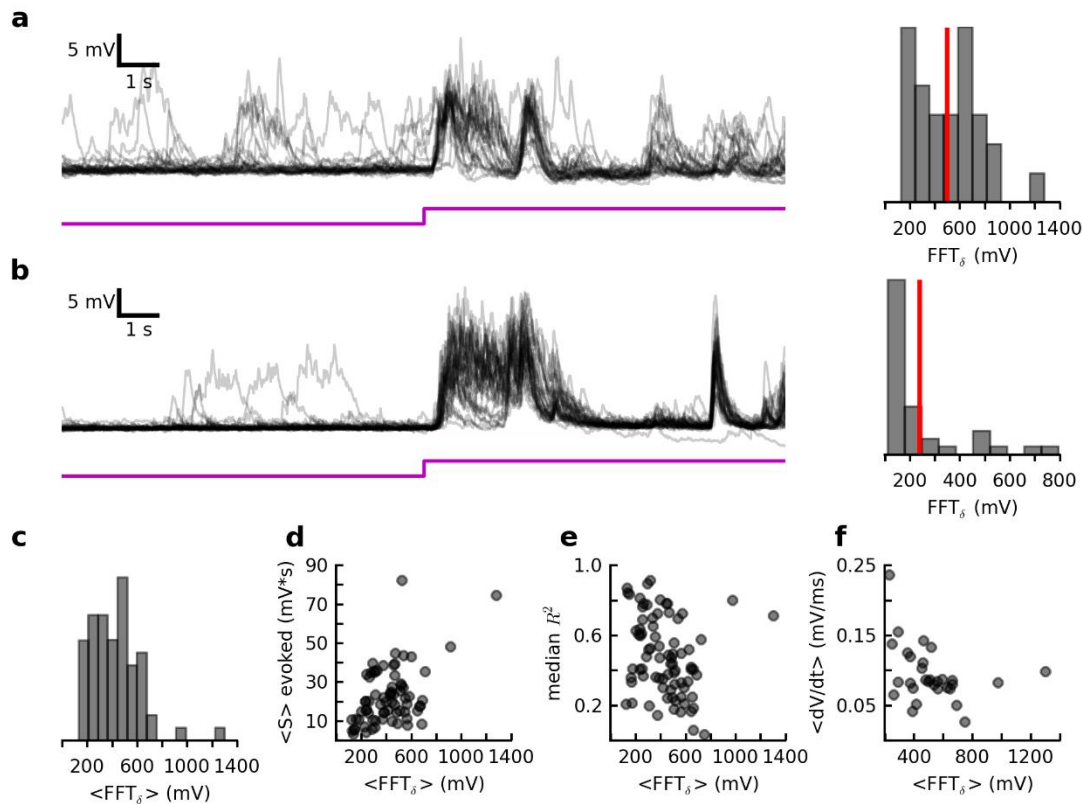 a
5 mV
1 s
200 600 1000 1400
FFTδ (mV)
b
5 mV
1 s
200 400 600 800
FFTδ (mV)
c
200 600 1000 1400
<FFTδ> (mV)
d
<S> evoked (mV*s)
90
70
50
30
10
200 600 1000 1400
<FFTδ> (mV)
e
median R²
1.0
0.6
0.2
200 600 1000 1400
<FFTδ> (mV)
f
<dV/dt> (mV/ms)
0.25
0.15
0.05
400 800 1200
<FFTδ> (mV)